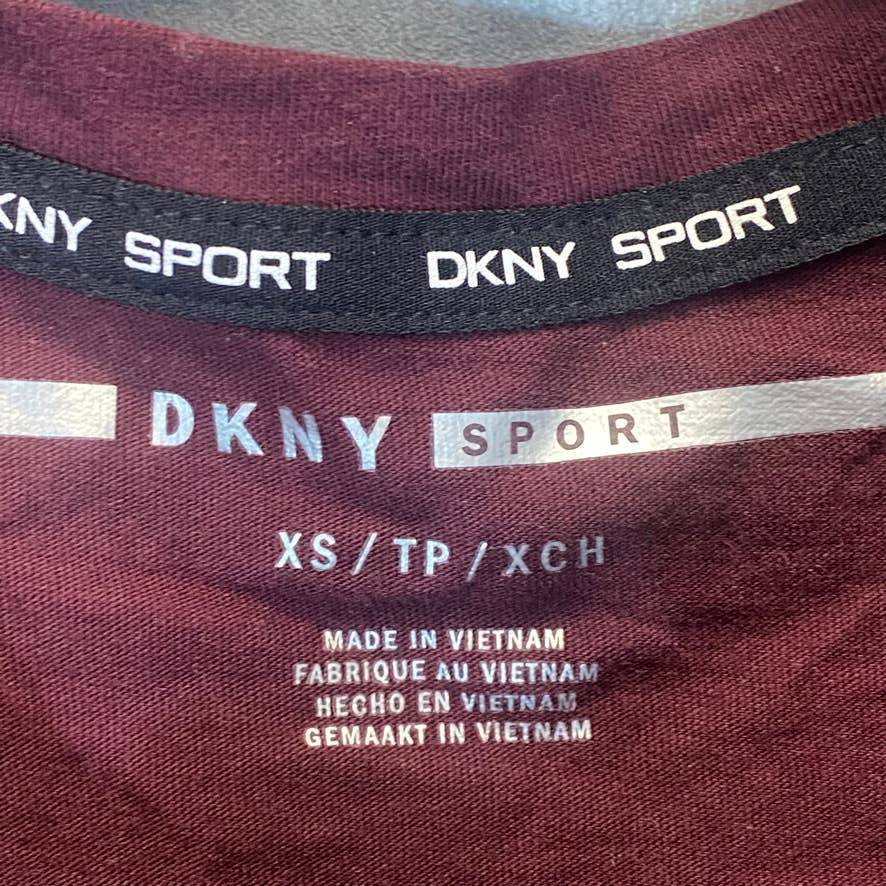 KNY SPORT DKNY SPORT
DKNY SPORT
XS/TP/XCH
MADE IN VIETNAM
FABRIQUE AU VIETNAM
HECHO EN VIETNAM
GEMAAKT IN VIETNAM